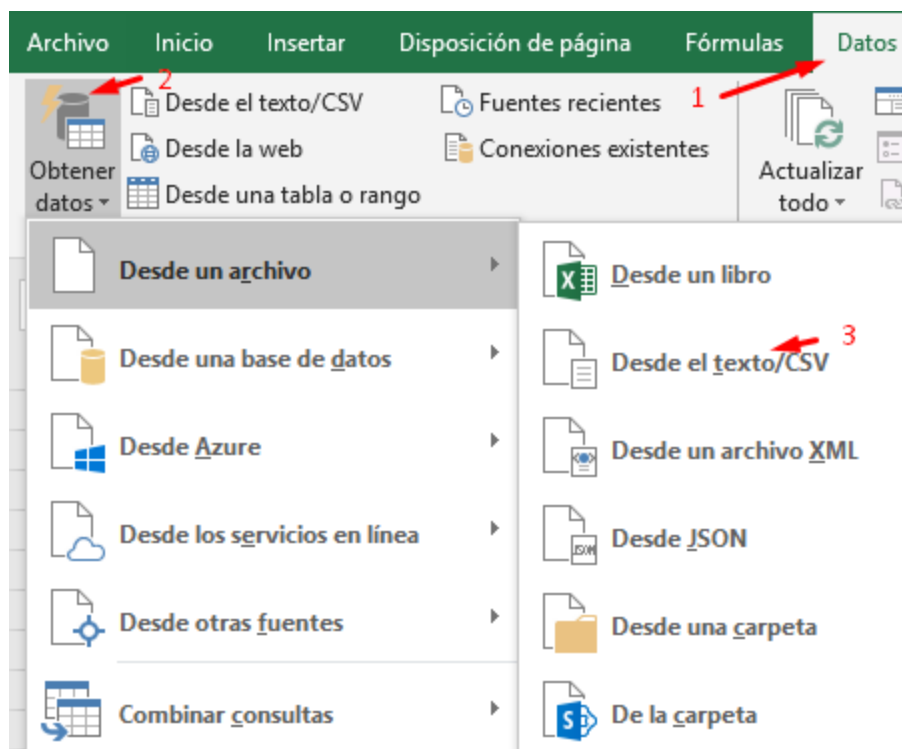 Archivo Inicio Insertar Disposición de página Fórmulas Datos
2
Desde el texto/CSV Fuentes recientes 1
Desde la web Conexiones existentes
Obtener datos Desde una tabla o rango
Actualizar todo
Desde un archivo
Desde una base de datos
Desde Azure
Desde los servicios en línea
Desde otras fuentes
Combinar consultas
Desde un libro
3
Desde el texto/CSV
Desde un archivo XML
JSON
Desde JSON
Desde una carpeta
De la carpeta